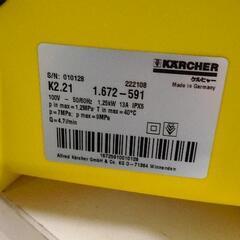 KÄRCHER
ケルヒャー
Made in Germany
S/N: 010128
222108
K2.21 1.672-591
100V ~ 50/60Hz 1,25kW 13A IPX5
p in max=1.2MPa T in max=40°C
p=7MPa; p max=9MPa
Q=4.7l/min
Alfred Kärcher GmbH & Co. KG D-71364 Winnenden